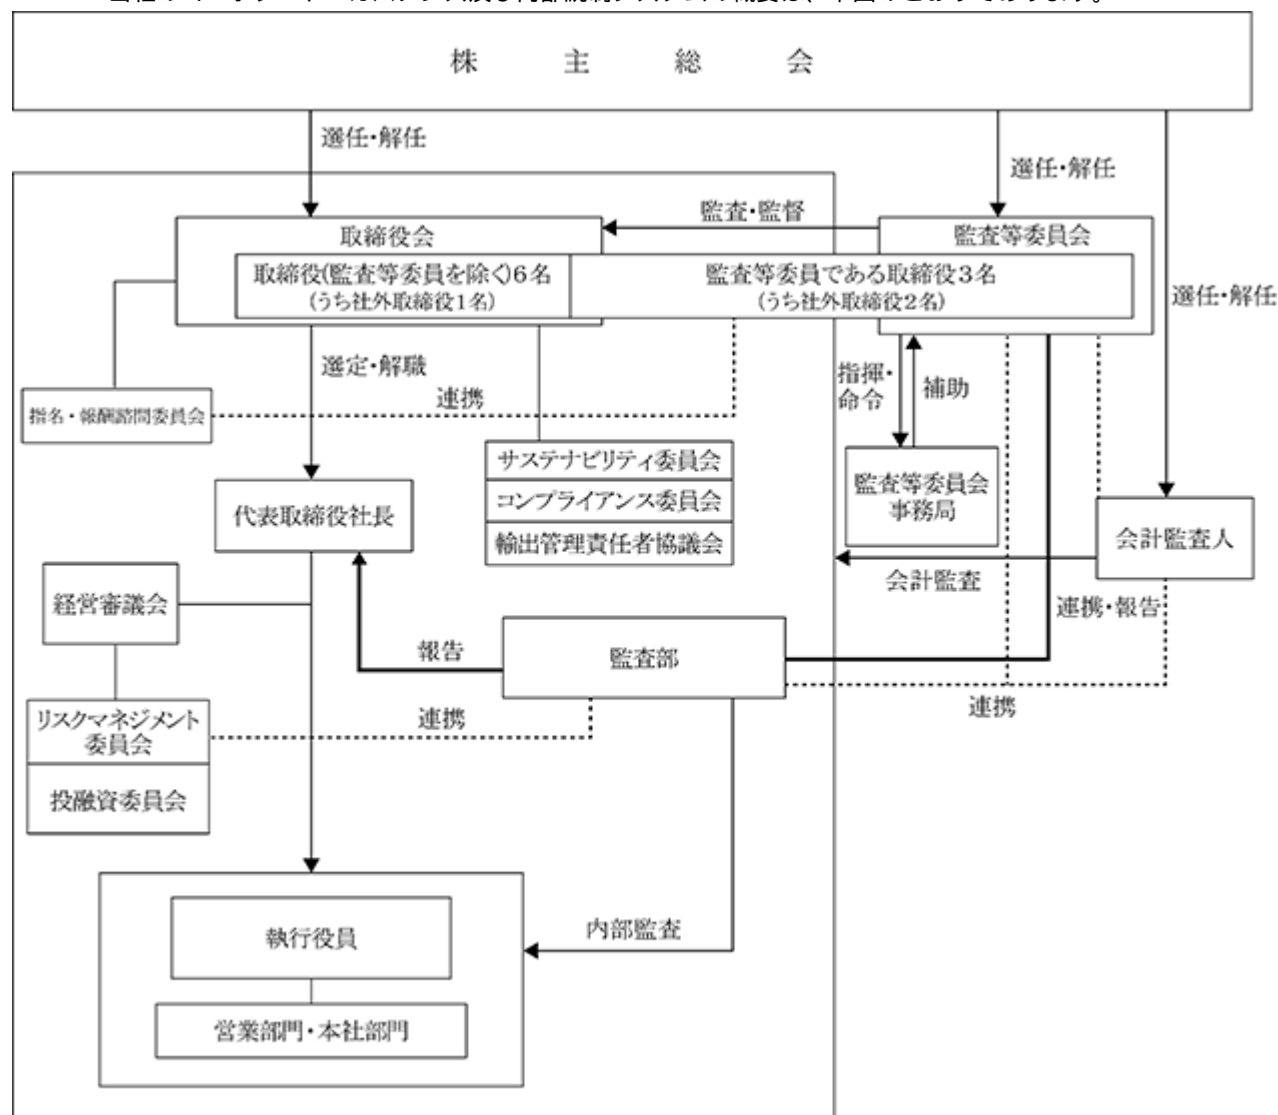 株主総会
選任・解任
選任・解任
監査・監督
取締役会
監査等委員会
取締役(監査等委員を除く)6名
(うち社外取締役1名)
監査等委員である取締役3名
(うち社外取締役2名)
選任・解任
選定・解職
指揮・
命令
補助
連携
指名・報酬諮問委員会
サステナビリティ委員会
コンプライアンス委員会
輸出管理責任者協議会
監査等委員会
事務局
代表取締役社長
会計監査人
会計監査
経営審議会
連携・報告
報告
監査部
連携
リスクマネジメント
委員会
連携
投融資委員会
内部監査
執行役員
営業部門・本社部門